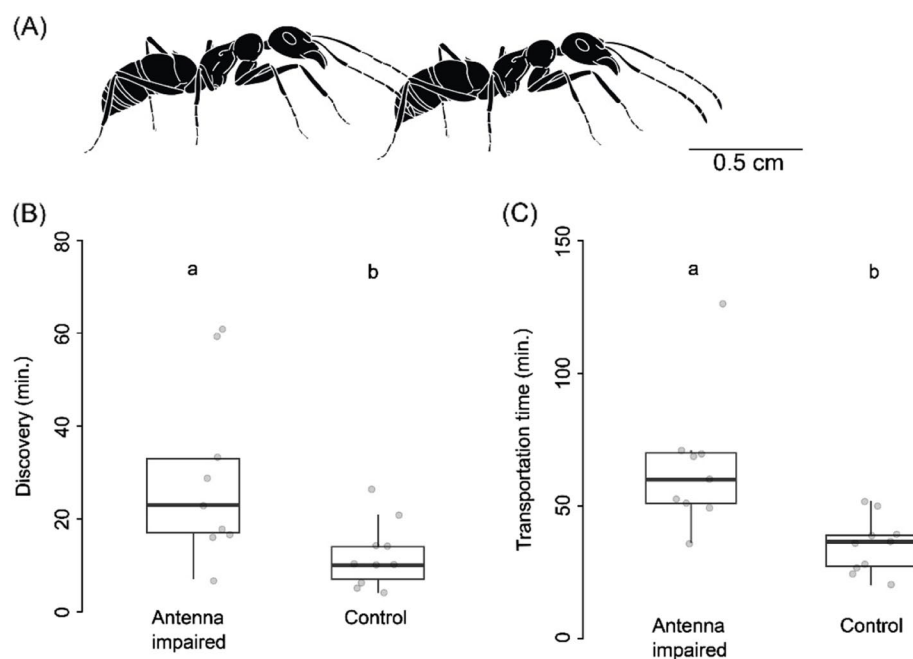 (A)
0.5 cm
(B)
80
60
40
20
0
Discovery (min.)
a
b
Antenna
impaired
Control
(C)
150
100
50
0
Transportation time (min.)
a
b
Antenna
impaired
Control